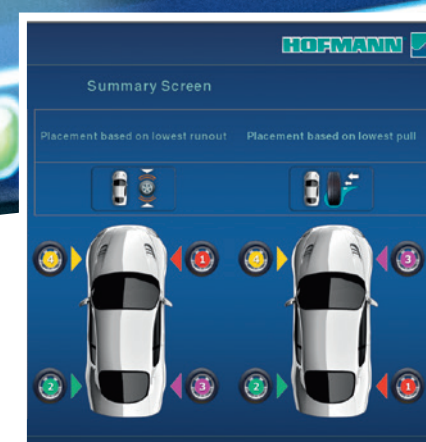 HOFMANN
Summary Screen
Placement based on lowest runout
Placement based on lowest pull
4
1
4
3
2
3
2
1